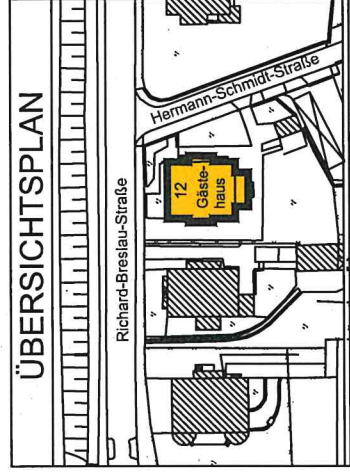 ÜBERSICHTSPLAN
Richard-Breslau-Straße
Hermann-Schmidt-Straße
12
Gäste-
haus